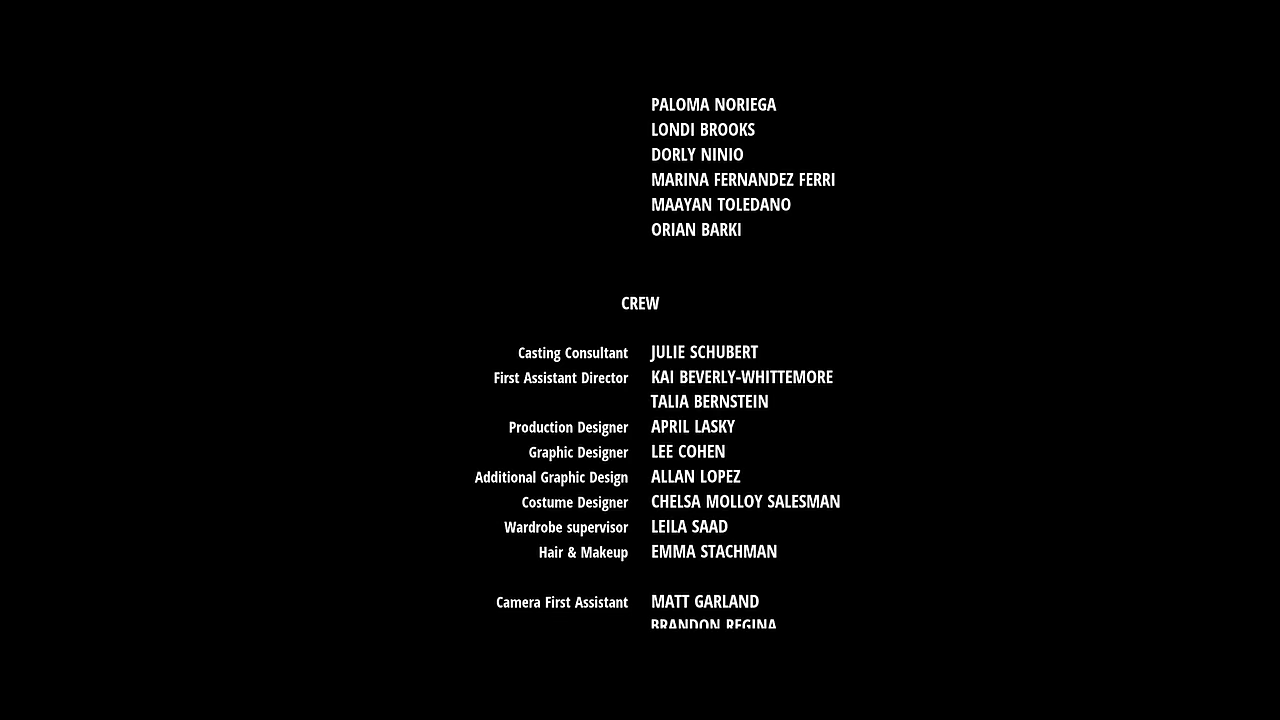 PALOMA NORIEGA
LONDI BROOKS
DORLY NINIO
MARINA FERNANDEZ FERRI
MAAYAN TOLEDANO
ORIAN BARKI
CREW
Casting Consultant JULIE SCHUBERT
First Assistant Director KAI BEVERLY-WHITTEMORE
TALIA BERNSTEIN
Production Designer APRIL LASKY
Graphic Designer LEE COHEN
Additional Graphic Design ALLAN LOPEZ
Costume Designer CHELSA MOLLOY SALESMAN
Wardrobe supervisor LEILA SAAD
Hair & Makeup EMMA STACHMAN
Camera First Assistant MATT GARLAND
BRANDON REGINA